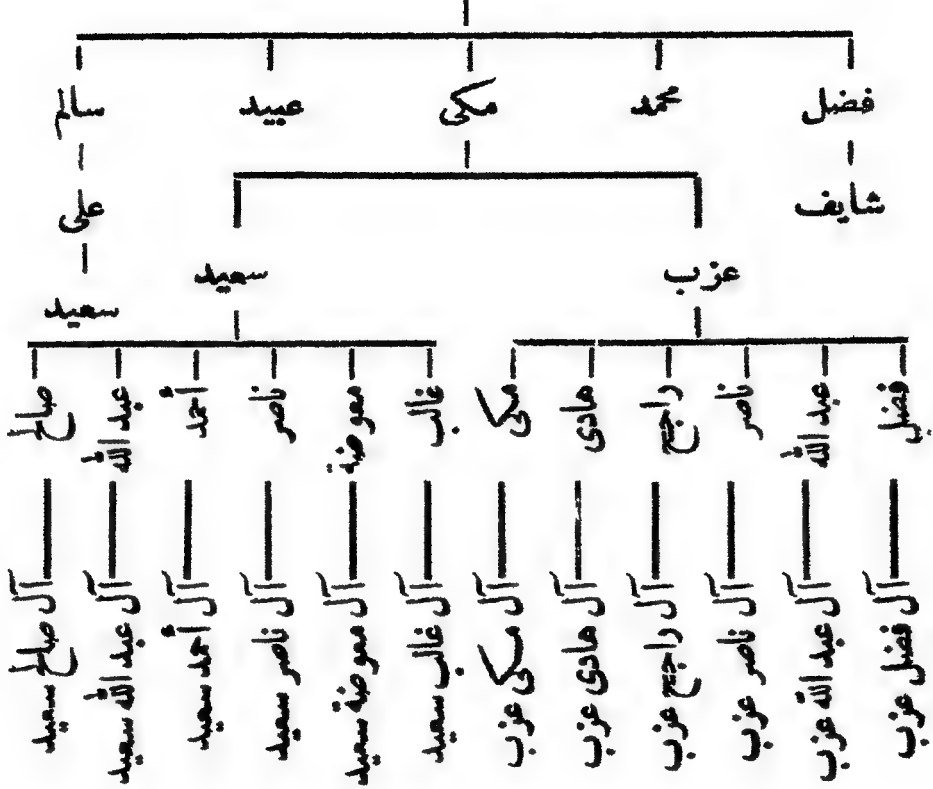 فضل محمد مكى عبيد سالم
شايف على
عزب سعيد سعيد
فضل عبد الله ناصر راجح هادى مكى غالب معوضة ناصر أحمد عبد الله صالح
آل فضل عزب
آل عبد الله عزب
آل ناصر عزب
آل راجح عزب
آل هادى عزب
آل مكى عزب
آل غالب سعيد
آل معوضة سعيد
آل ناصر سعيد
آل أحمد سعيد
آل عبد الله سعيد
آل صالح سعيد